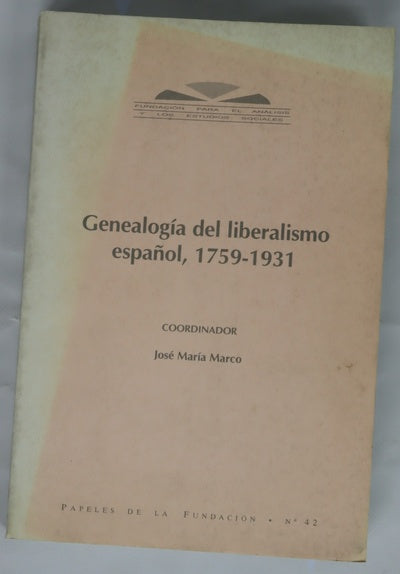 FUNDACIÓN PARA EL ANÁLISIS
Y LOS ESTUDIOS SOCIALES
Genealogía del liberalismo
español, 1759-1931
COORDINADOR
José María Marco
PAPELES DE LA FUNDACIÓN • Nº 42